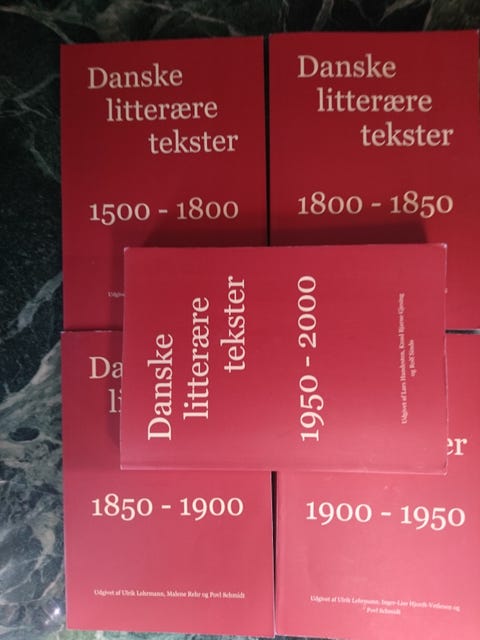 Danske
litterære
tekster
1500 - 1800
Danske
litterære
tekster
1800 - 1850
Danske
litterære
tekster
1950 - 2000
Udgivet af Lars Handesten, Knud Bjarne Gjesing
og Rolf Sindø
1850 - 1900
Udgivet af Ulrik Lehrmann, Malene Rehr og Povl Schmidt
er
1900 - 1950
Udgivet af Ulrik Lehrmann, Inger-Lise Hjordt-Vetlesen og
Povl Schmidt